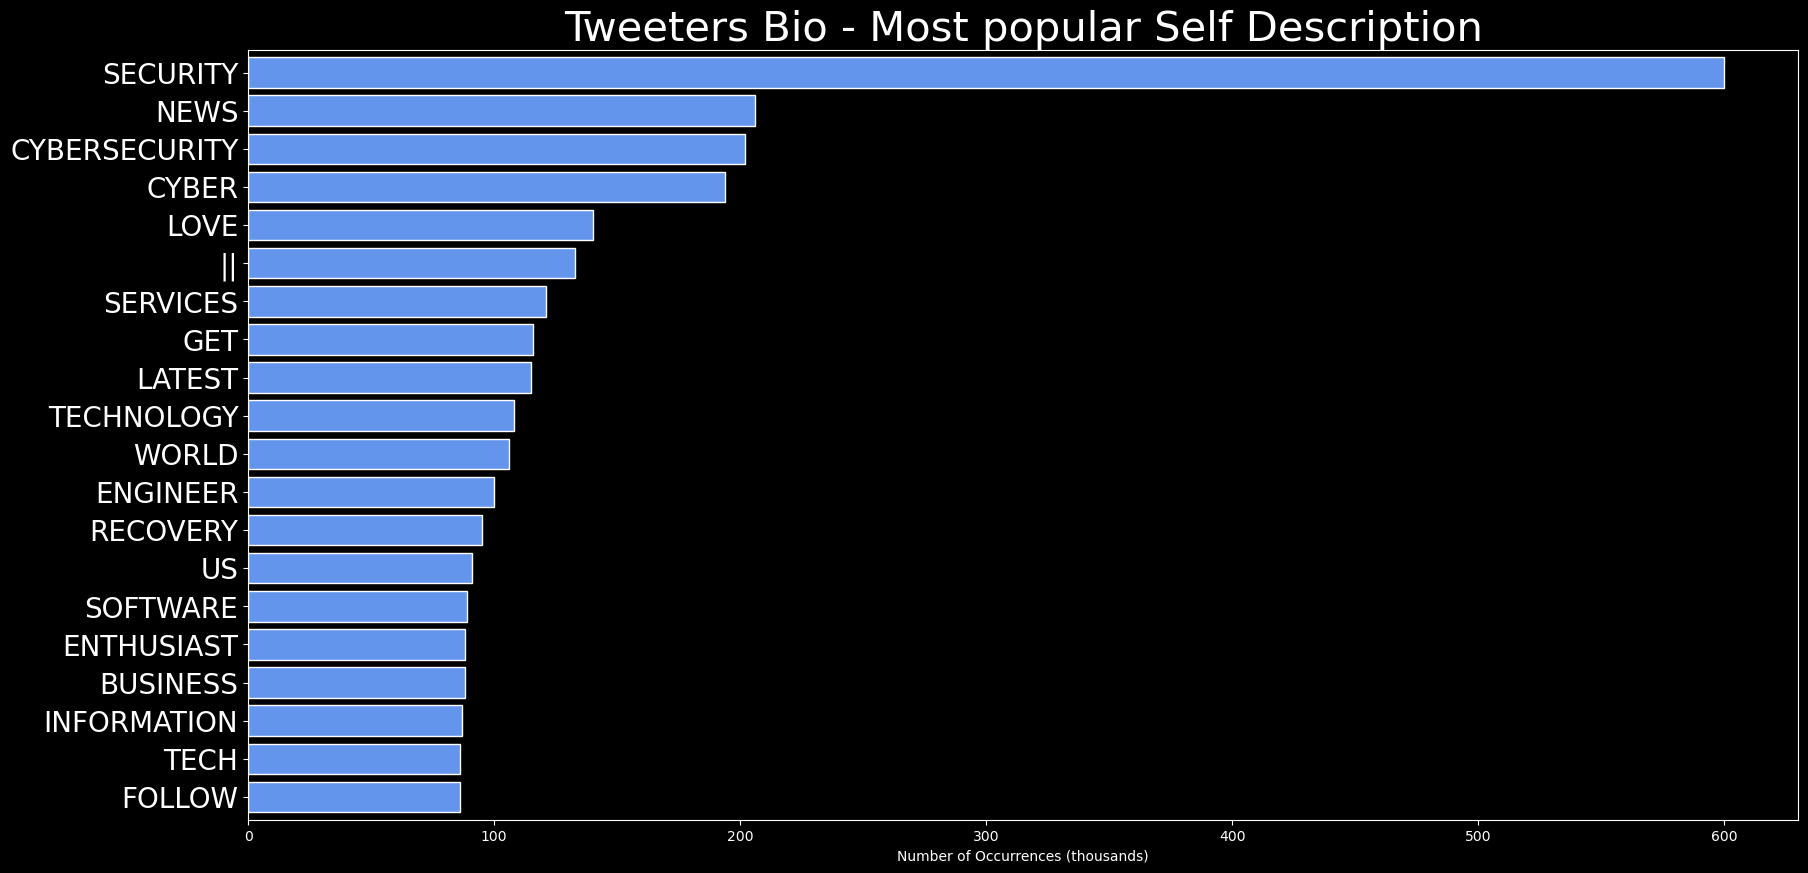 Tweeters Bio - Most popular Self Description
SECURITY
NEWS
CYBERSECURITY
CYBER
LOVE
||
SERVICES
GET
LATEST
TECHNOLOGY
WORLD
ENGINEER
RECOVERY
US
SOFTWARE
ENTHUSIAST
BUSINESS
INFORMATION
TECH
FOLLOW
0 100 200 300 400 500 600
Number of Occurrences (thousands)